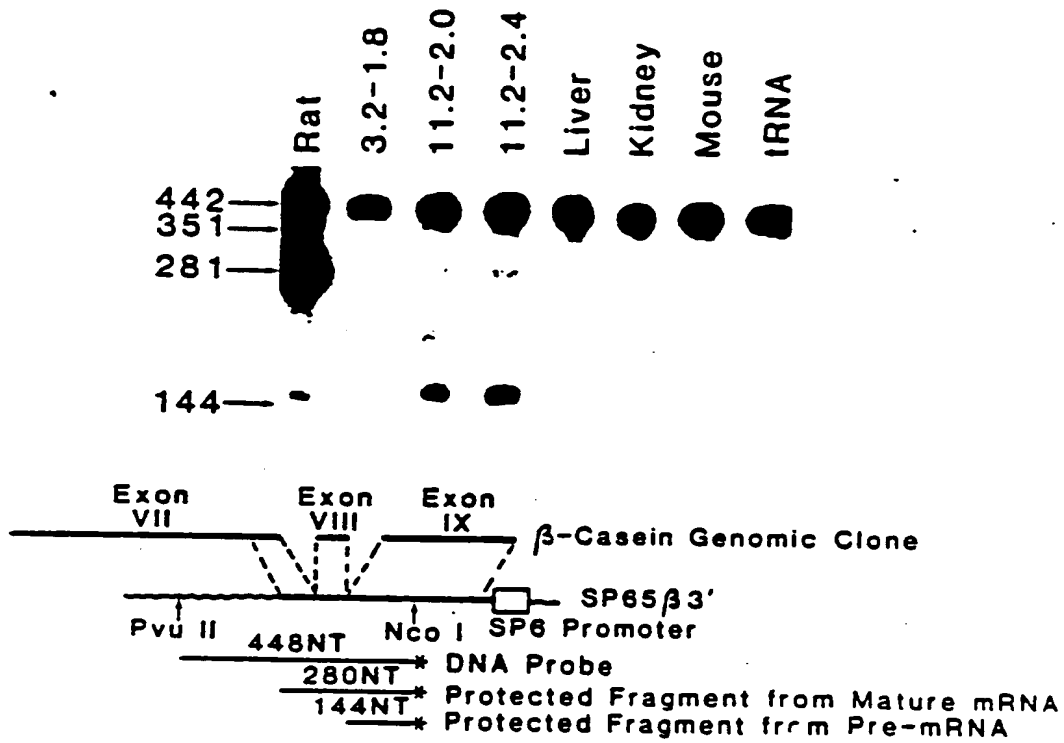 Rat
3.2-1.8
11.2-2.0
11.2-2.4
Liver
Kidney
Mouse
tRNA
442
351
281
144
Exon
VII
Exon
VIII
Exon
IX
β-Casein Genomic Clone
SP65β3'
Pvu II
Nco I
SP6 Promoter
448NT
* DNA Probe
280NT
* Protected Fragment from Mature mRNA
144NT
* Protected Fragment from Pre-mRNA